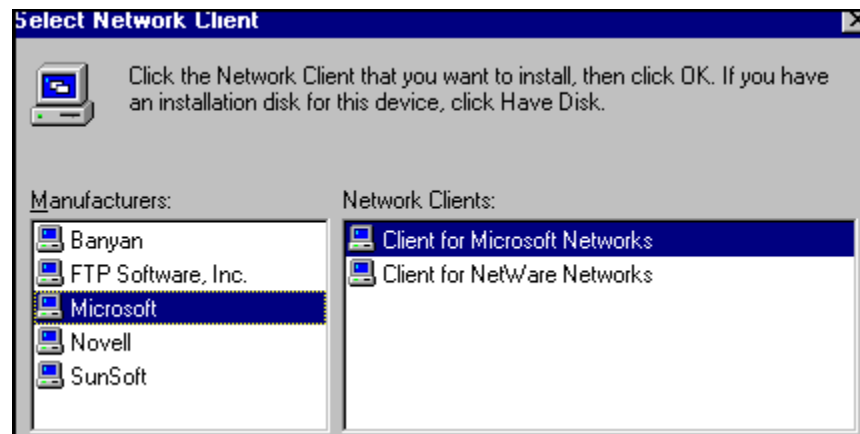 Select Network Client
Click the Network Client that you want to install, then click OK. If you have
an installation disk for this device, click Have Disk.
Manufacturers:
Banyan
FTP Software, Inc.
Microsoft
Novell
SunSoft
Network Clients:
Client for Microsoft Networks
Client for NetWare Networks